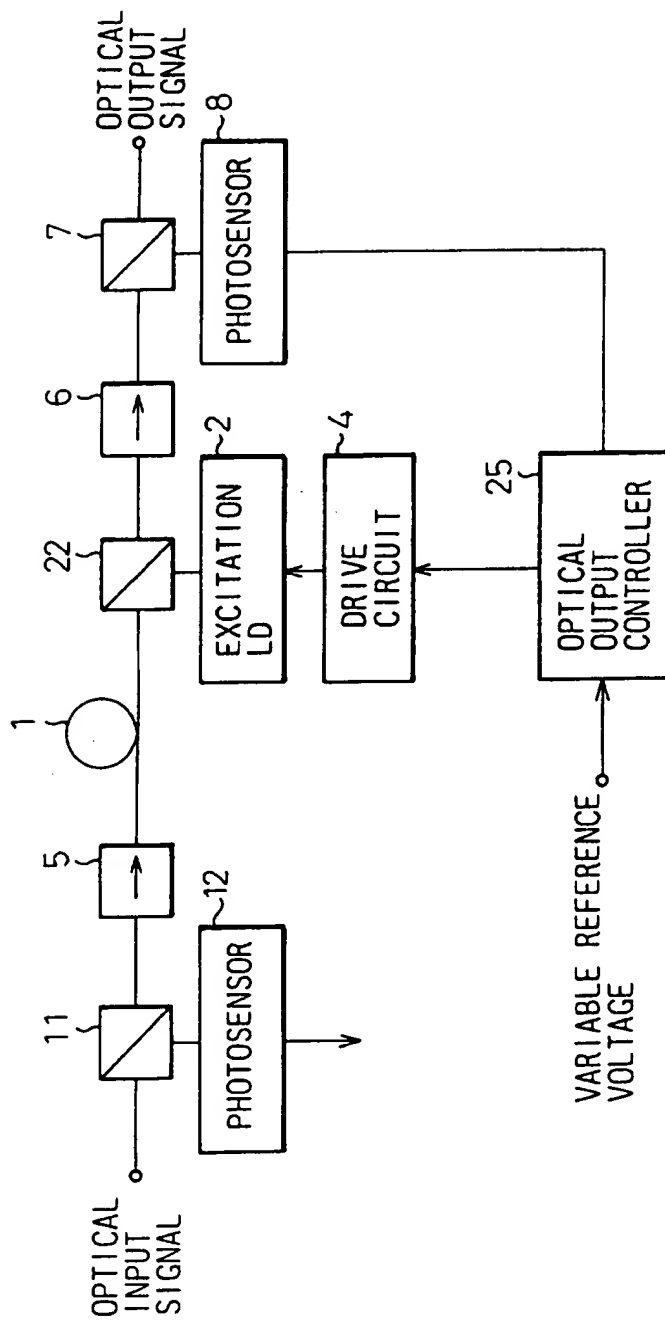 OPTICAL
INPUT
SIGNAL
11
PHOTOSENSOR
12
5
1
22
EXCITATION
LD
2
DRIVE
CIRCUIT
4
6
7
OPTICAL
OUTPUT
SIGNAL
PHOTOSENSOR
8
VARIABLE REFERENCE
VOLTAGE
25
OPTICAL
OUTPUT
CONTROLLER